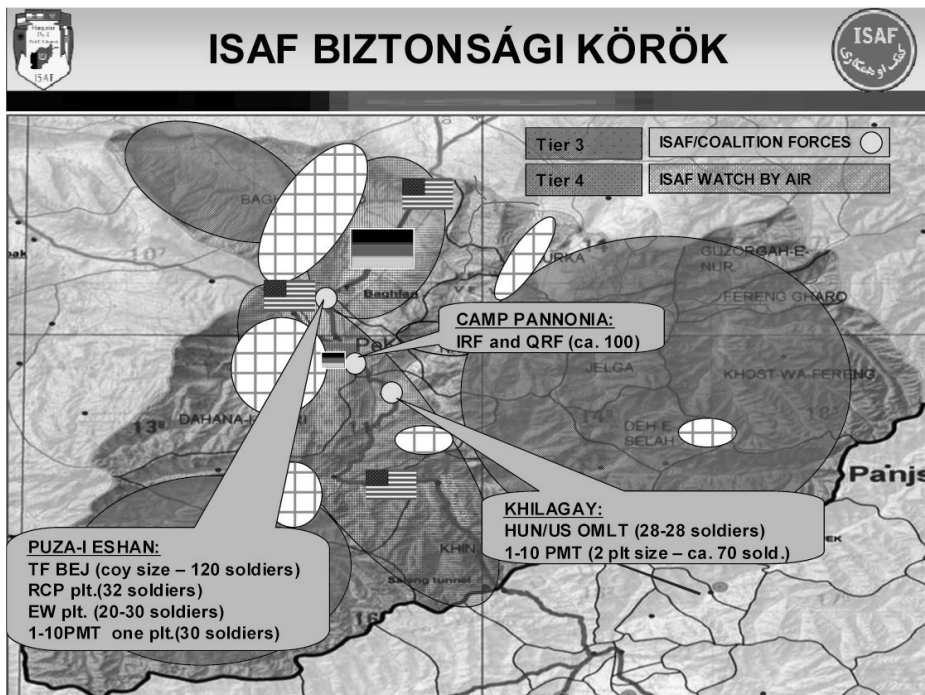 ISAF BIZTONSÁGI KÖRÖK
ISAF
ISAF
Tier 3
ISAF/COALITION FORCES
Tier 4
ISAF WATCH BY AIR
GUZORGAH-E-
NUR
FERENG GHARO
Baghlan
CAMP PANNONIA:
IRF and QRF (ca. 100)
JELGA
KHOST-WA-FERENG
DEH-E
SELAH
Panjs
KHILAGAY:
HUN/US OMLT (28-28 soldiers)
1-10 PMT (2 plt size – ca. 70 sold.)
PUZA-I ESHAN:
TF BEJ (coy size – 120 soldiers)
RCP plt.(32 soldiers)
EW plt. (20-30 soldiers)
1-10PMT one plt.(30 soldiers)
KHIN
Salang tunnel